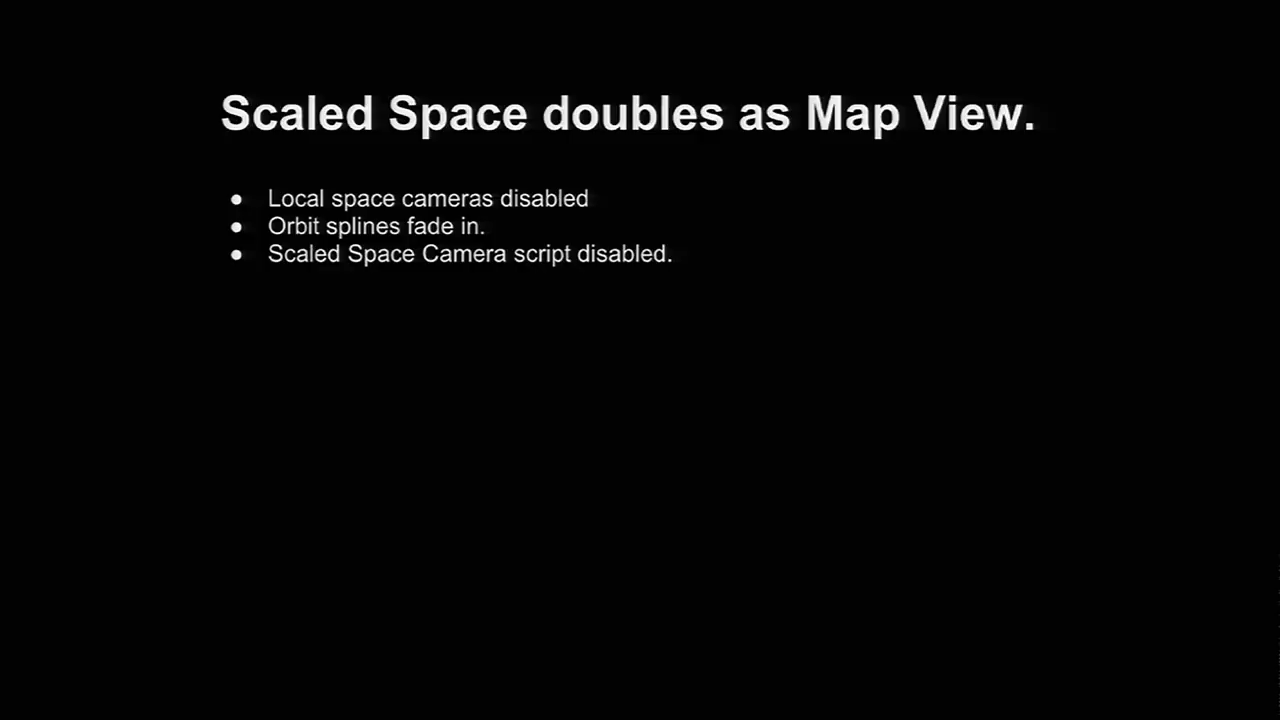 Scaled Space doubles as Map View.
● Local space cameras disabled
● Orbit splines fade in.
● Scaled Space Camera script disabled.